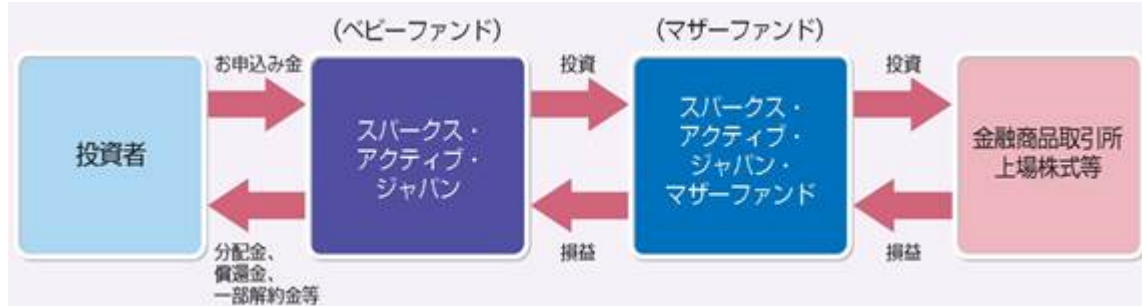 (ベビーファンド)
(マザーファンド)
お申込み金
投資
投資
投資者
スパークス・
アクティブ・
ジャパン
スパークス・
アクティブ・
ジャパン・
マザーファンド
金融商品取引所
上場株式等
分配金、
償還金、
一部解約金等
損益
損益